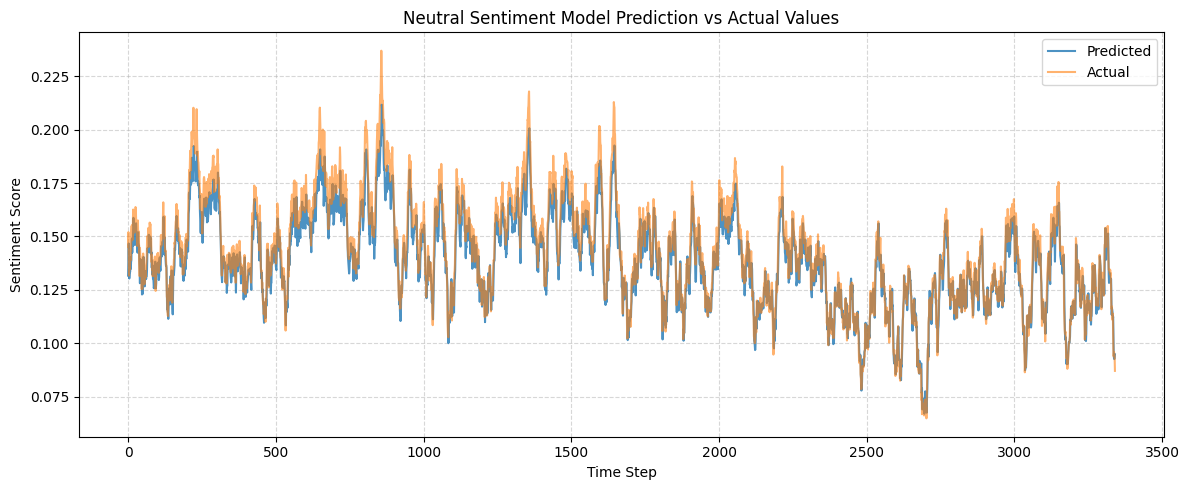 Neutral Sentiment Model Prediction vs Actual Values
Predicted
Actual
Sentiment Score
0.225
0.200
0.175
0.150
0.125
0.100
0.075
0 500 1000 1500 2000 2500 3000 3500
Time Step